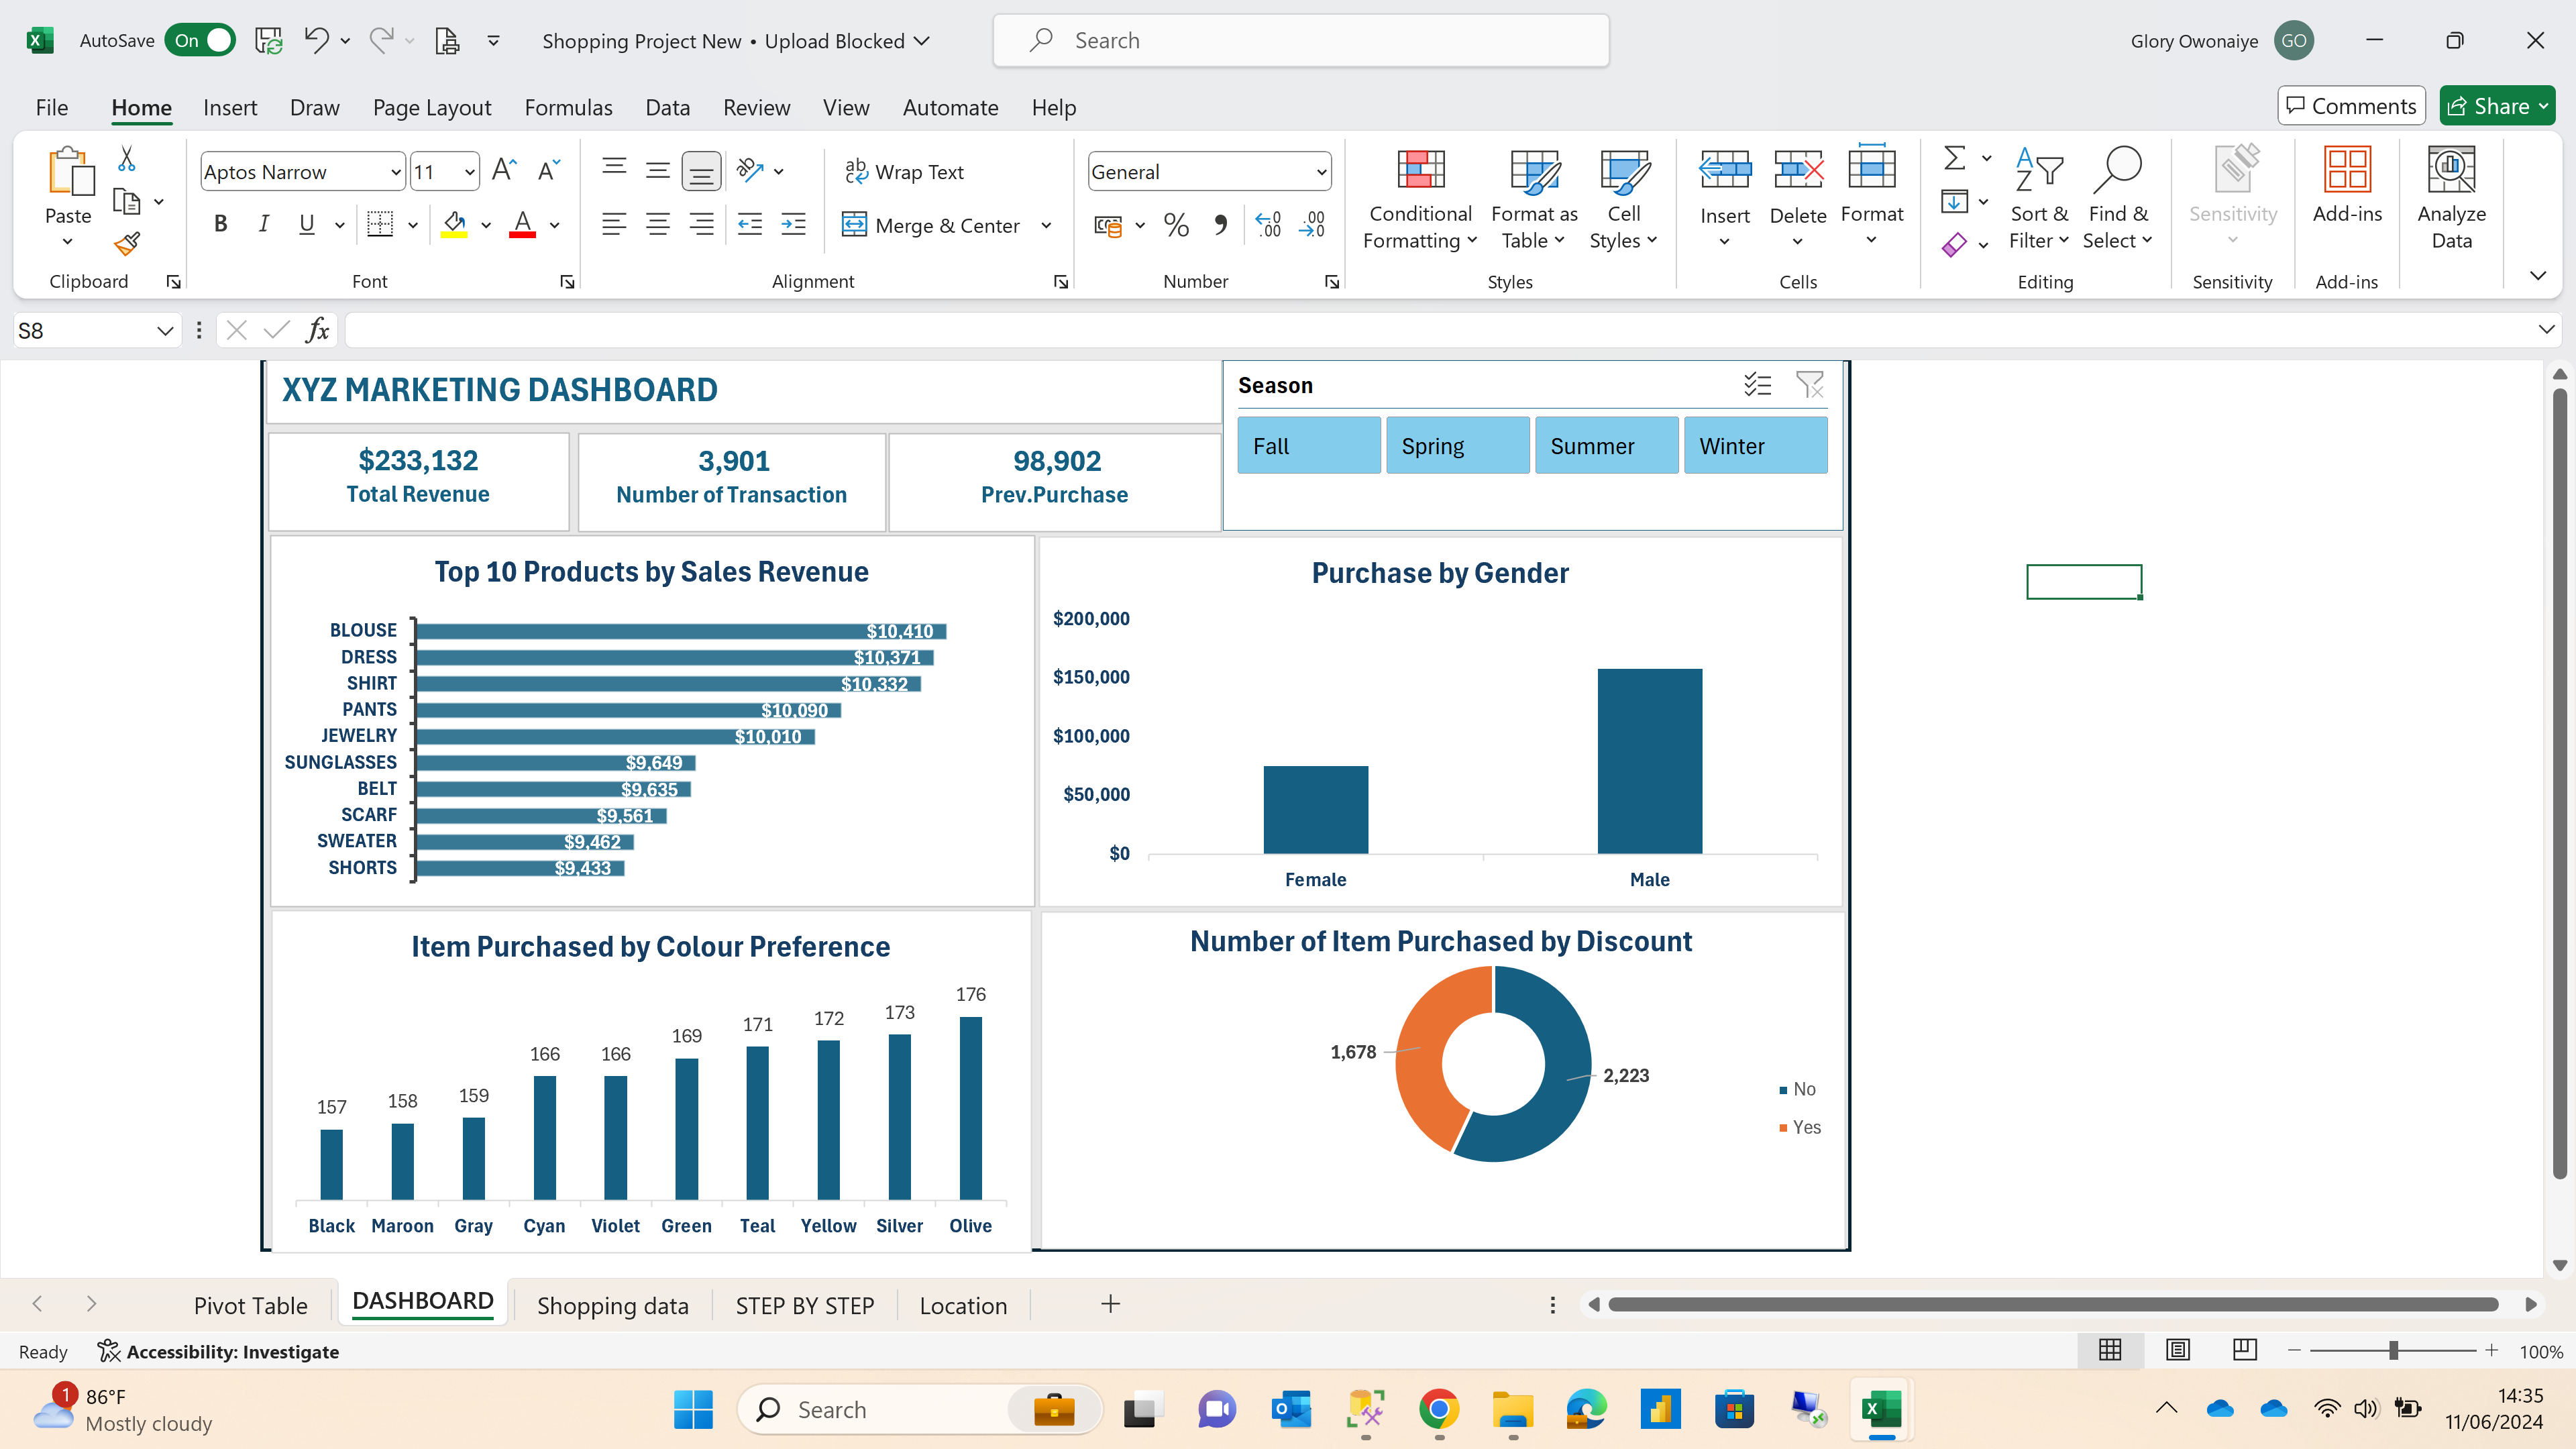 AutoSave On Shopping Project New • Upload Blocked Search Glory Owonaiye GO
File Home Insert Draw Page Layout Formulas Data Review View Automate Help Comments Share
Paste
Clipboard
Aptos Narrow 11
B I U
Font
Wrap Text
Merge & Center
Alignment
General
Number
Conditional Formatting
Format as Table
Cell Styles
Styles
Insert Delete Format
Cells
Sort & Filter
Find & Select
Editing
Sensitivity
Sensitivity
Add-ins
Add-ins
Analyze Data
S8 fx
XYZ MARKETING DASHBOARD
$233,132
Total Revenue
3,901
Number of Transaction
98,902
Prev.Purchase
Season
Fall Spring Summer Winter
Top 10 Products by Sales Revenue
BLOUSE $10,410
DRESS $10,371
SHIRT $10,332
PANTS $10,090
JEWELRY $10,010
SUNGLASSES $9,649
BELT $9,635
SCARF $9,561
SWEATER $9,462
SHORTS $9,433
Purchase by Gender
$200,000
$150,000
$100,000
$50,000
$0
Female Male
Item Purchased by Colour Preference
157 158 159 166 166 169 171 172 173 176
Black Maroon Gray Cyan Violet Green Teal Yellow Silver Olive
Number of Item Purchased by Discount
1,678
2,223
No
Yes
Pivot Table DASHBOARD Shopping data STEP BY STEP Location
Ready Accessibility: Investigate 100%
1 86°F
Mostly cloudy
Search
14:35
11/06/2024